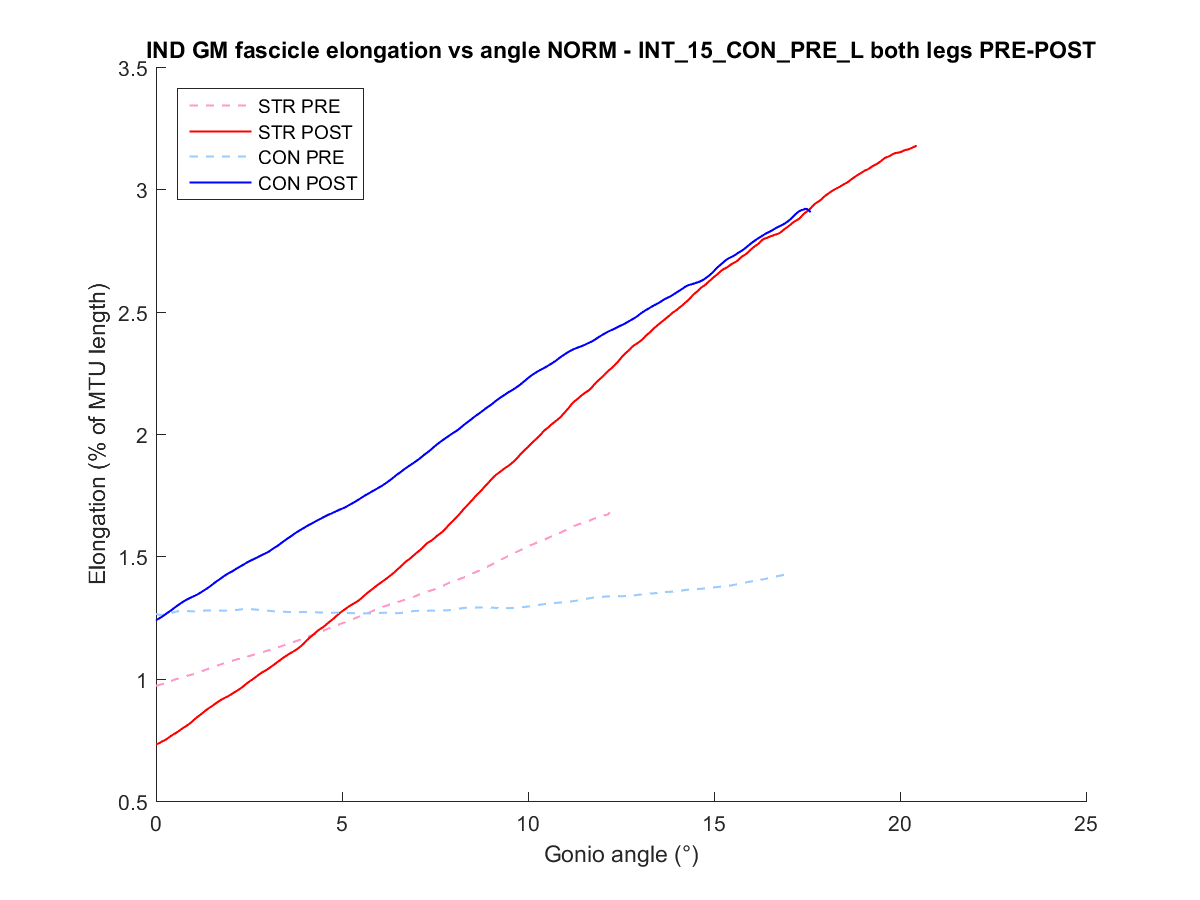 IND GM fascicle elongation vs angle NORM - INT_15_CON_PRE_L both legs PRE-POST
STR PRE
STR POST
CON PRE
CON POST
Elongation (% of MTU length)
3.5
3
2.5
2
1.5
1
0.5
0
5
10
15
20
25
Gonio angle (°)